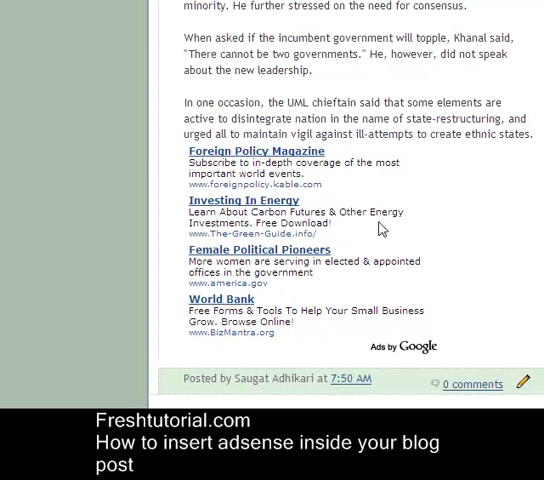 minority. He further stressed on the need for consensus.
When asked if the incumbent government will topple, Khanal said,
"There cannot be two governments." He, however, did not speak
about the new leadership.
In one occasion, the UML chieftain said that some elements are
active to disintegrate nation in the name of state-restructuring, and
urged all to maintain vigil against ill-attempts to create ethnic states.
Foreign Policy Magazine
Subscribe to in-depth coverage of the most
important world events.
www.foreignpolicy.kable.com
Investing In Energy
Learn About Carbon Futures & Other Energy
Investments. Free Download!
www.The-Green-Guide.info/
Female Political Pioneers
More women are serving in elected & appointed
offices in the government
www.america.gov
World Bank
Free Forms & Tools To Help Your Small Business
Grow. Browse Online!
www.BizMantra.org
Ads by Google
Posted by Saugat Adhikari at 7:50 AM
0 comments
Freshtutorial.com
How to insert adsense inside your blog
post